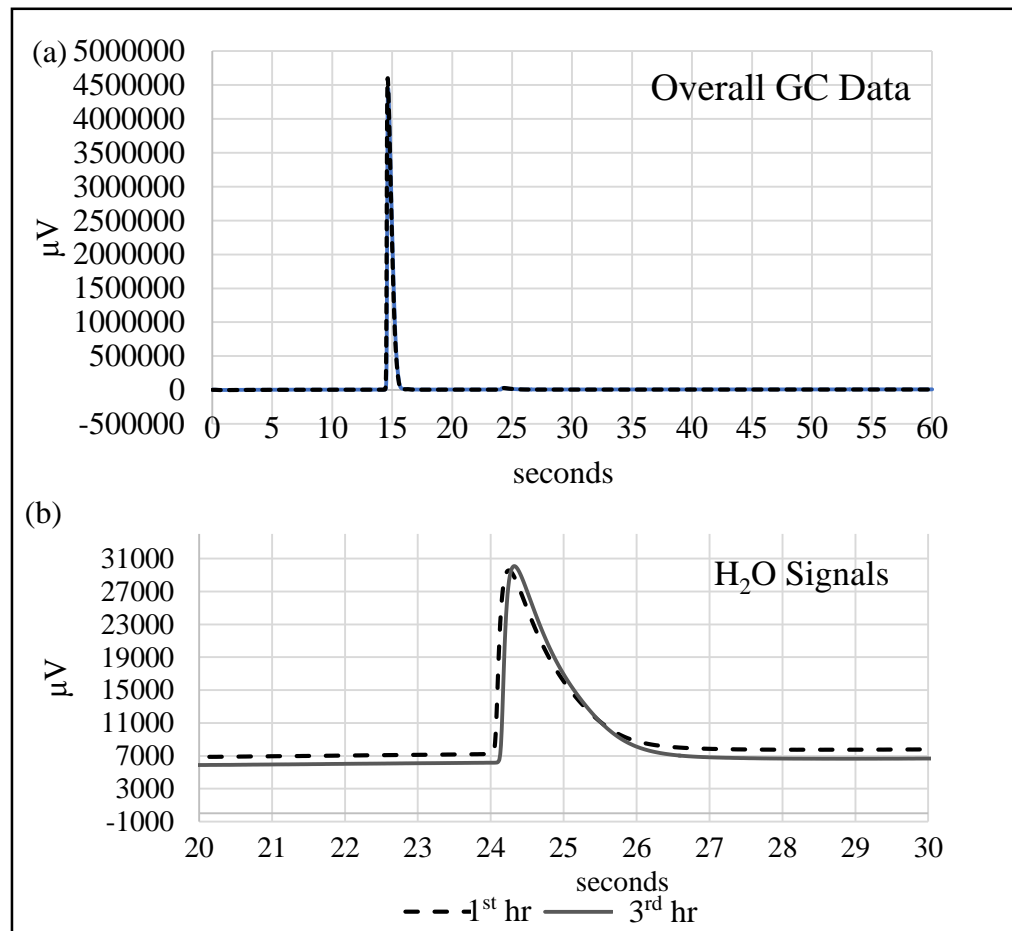 (a)
Overall GC Data
5000000
4500000
4000000
3500000
3000000
2500000
2000000
1500000
1000000
500000
0
-500000
µV
0 5 10 15 20 25 30 35 40 45 50 55 60
seconds
(b)
H₂O Signals
31000
27000
23000
19000
15000
11000
7000
3000
-1000
µV
20 21 22 23 24 25 26 27 28 29 30
seconds
1ˢᵗ hr 3ʳᵈ hr